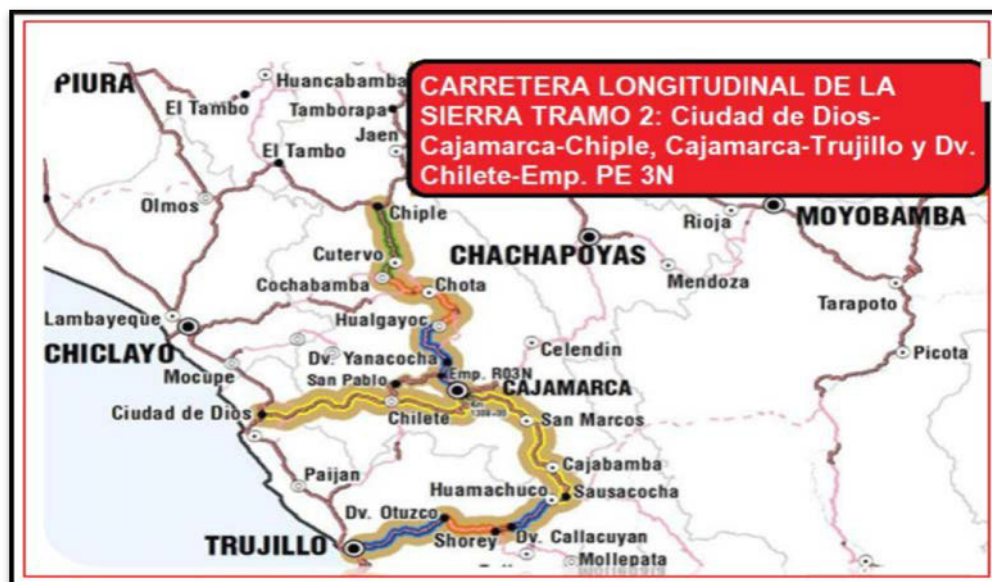 CARRETERA LONGITUDINAL DE LA
SIERRA TRAMO 2: Ciudad de Dios-
Cajamarca-Chiple, Cajamarca-Trujillo y Dv.
Chilete-Emp. PE 3N
PIURA
Huancabamba
El Tambo
Tamborapa
Jaen
El Tambo
Olmos
Chiple
Rioja
MOYOBAMBA
Cutervo
CHACHAPOYAS
Mendoza
Cochabamba
Chota
Tarapoto
Lambayeque
Hualgayoc
CHICLAYO
Celendin
Picota
Dv. Yanacocha
Mocupe
San Pablo
Emp. R03N
CAJAMARCA
Ciudad de Dios
Chilete
Km
San Marcos
Cajabamba
Paijan
Huamachuco
Sausacocha
Dv. Otuzco
TRUJILLO
Shorey
Dv. Callacuyan
Mollepata